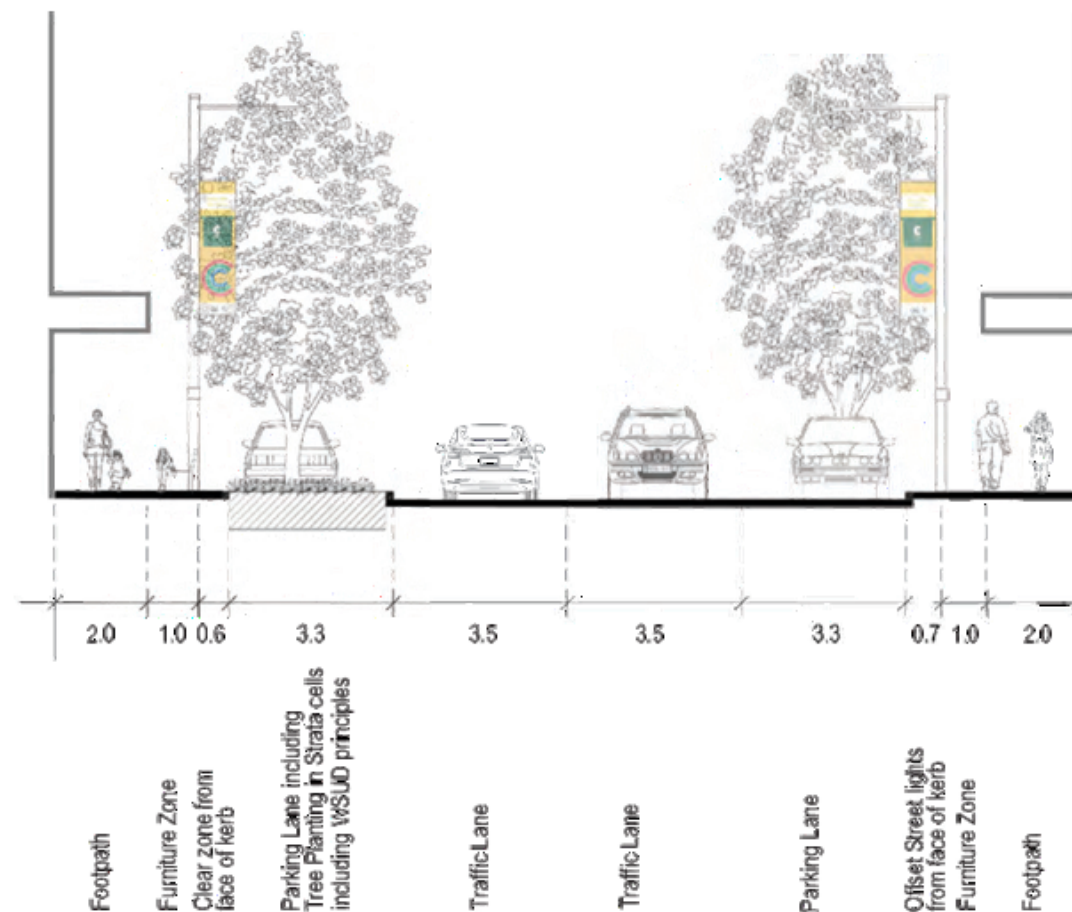 2.0 1.0 0.6 3.3 3.5 3.5 3.3 0.7 1.0 2.0
Footpath
Furniture Zone
Clear zone from
face of kerb
Parking Lane including
Tree Planting in Strata cells
including WSUD principles
Traffic Lane
Traffic Lane
Parking Lane
Offset Street lights
from face of kerb
Furniture Zone
Footpath